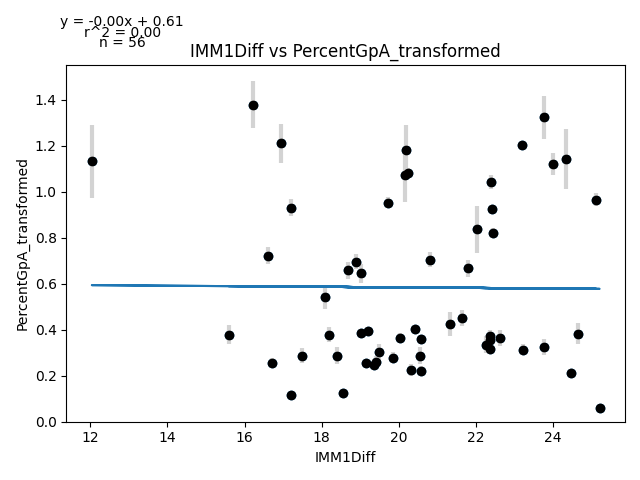 y = -0.00x + 0.61
r^2 = 0.00
n = 56
IMM1Diff vs PercentGpA_transformed
1.4
1.2
1.0
0.8
0.6
0.4
0.2
0.0
PercentGpA_transformed
12 14 16 18 20 22 24
IMM1Diff